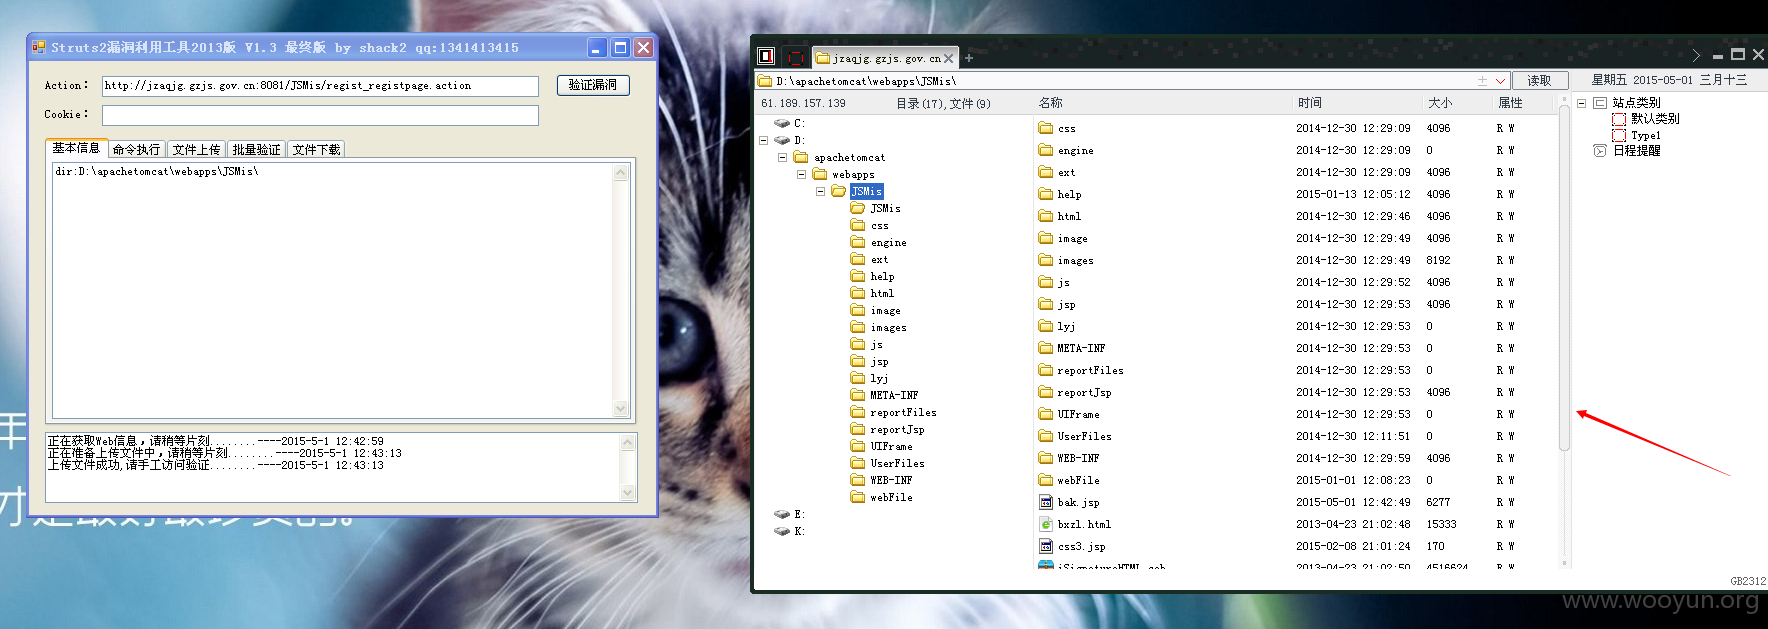 Struts2漏洞利用工具2013版 V1.3 最终版 by shack2 qq:1341413415
Action：
http://jzaqjg.gzjs.gov.cn:8081/JSMis/regist_registpage.action
验证漏洞
Cookie：
基本信息
命令执行
文件上传
批量验证
文件下载
dir:D:\apachetomcat\webapps\JSMis\
正在获取Web信息，请稍等片刻........----2015-5-1 12:42:59
正在准备上传文件中，请稍等片刻........----2015-5-1 12:43:13
上传文件成功,请手工访问验证........----2015-5-1 12:43:13
jzaqjg.gzjs.gov.cn
D:\apachetomcat\webapps\JSMis\
读取
星期五 2015-05-01 三月十三
61.189.157.139
目录(17),文件(9)
名称 时间 大小 属性
C:
D:
apachetomcat
webapps
JSMis
JSMis
css
engine
ext
help
html
image
images
js
jsp
lyj
META-INF
reportFiles
reportJsp
UIFrame
UserFiles
WEB-INF
webFile
E:
K:
css 2014-12-30 12:29:09 4096 R W
engine 2014-12-30 12:29:09 0 R W
ext 2014-12-30 12:29:09 4096 R W
help 2015-01-13 12:05:12 4096 R W
html 2014-12-30 12:29:46 4096 R W
image 2014-12-30 12:29:49 4096 R W
images 2014-12-30 12:29:49 8192 R W
js 2014-12-30 12:29:52 4096 R W
jsp 2014-12-30 12:29:53 4096 R W
lyj 2014-12-30 12:29:53 0 R W
META-INF 2014-12-30 12:29:53 0 R W
reportFiles 2014-12-30 12:29:53 0 R W
reportJsp 2014-12-30 12:29:53 4096 R W
UIFrame 2014-12-30 12:29:53 0 R W
UserFiles 2014-12-30 12:11:51 0 R W
WEB-INF 2014-12-30 12:29:59 4096 R W
webFile 2015-01-01 12:08:23 0 R W
bak.jsp 2015-05-01 12:42:49 6277 R W
bxzl.html 2013-04-23 21:02:48 15333 R W
css3.jsp 2015-02-08 21:01:24 170 R W
iSignatureHTML.cab 2013-04-23 21:02:50 4516624 R W
站点类别
默认类别
Type1
日程提醒
GB2312
www.wooyun.org